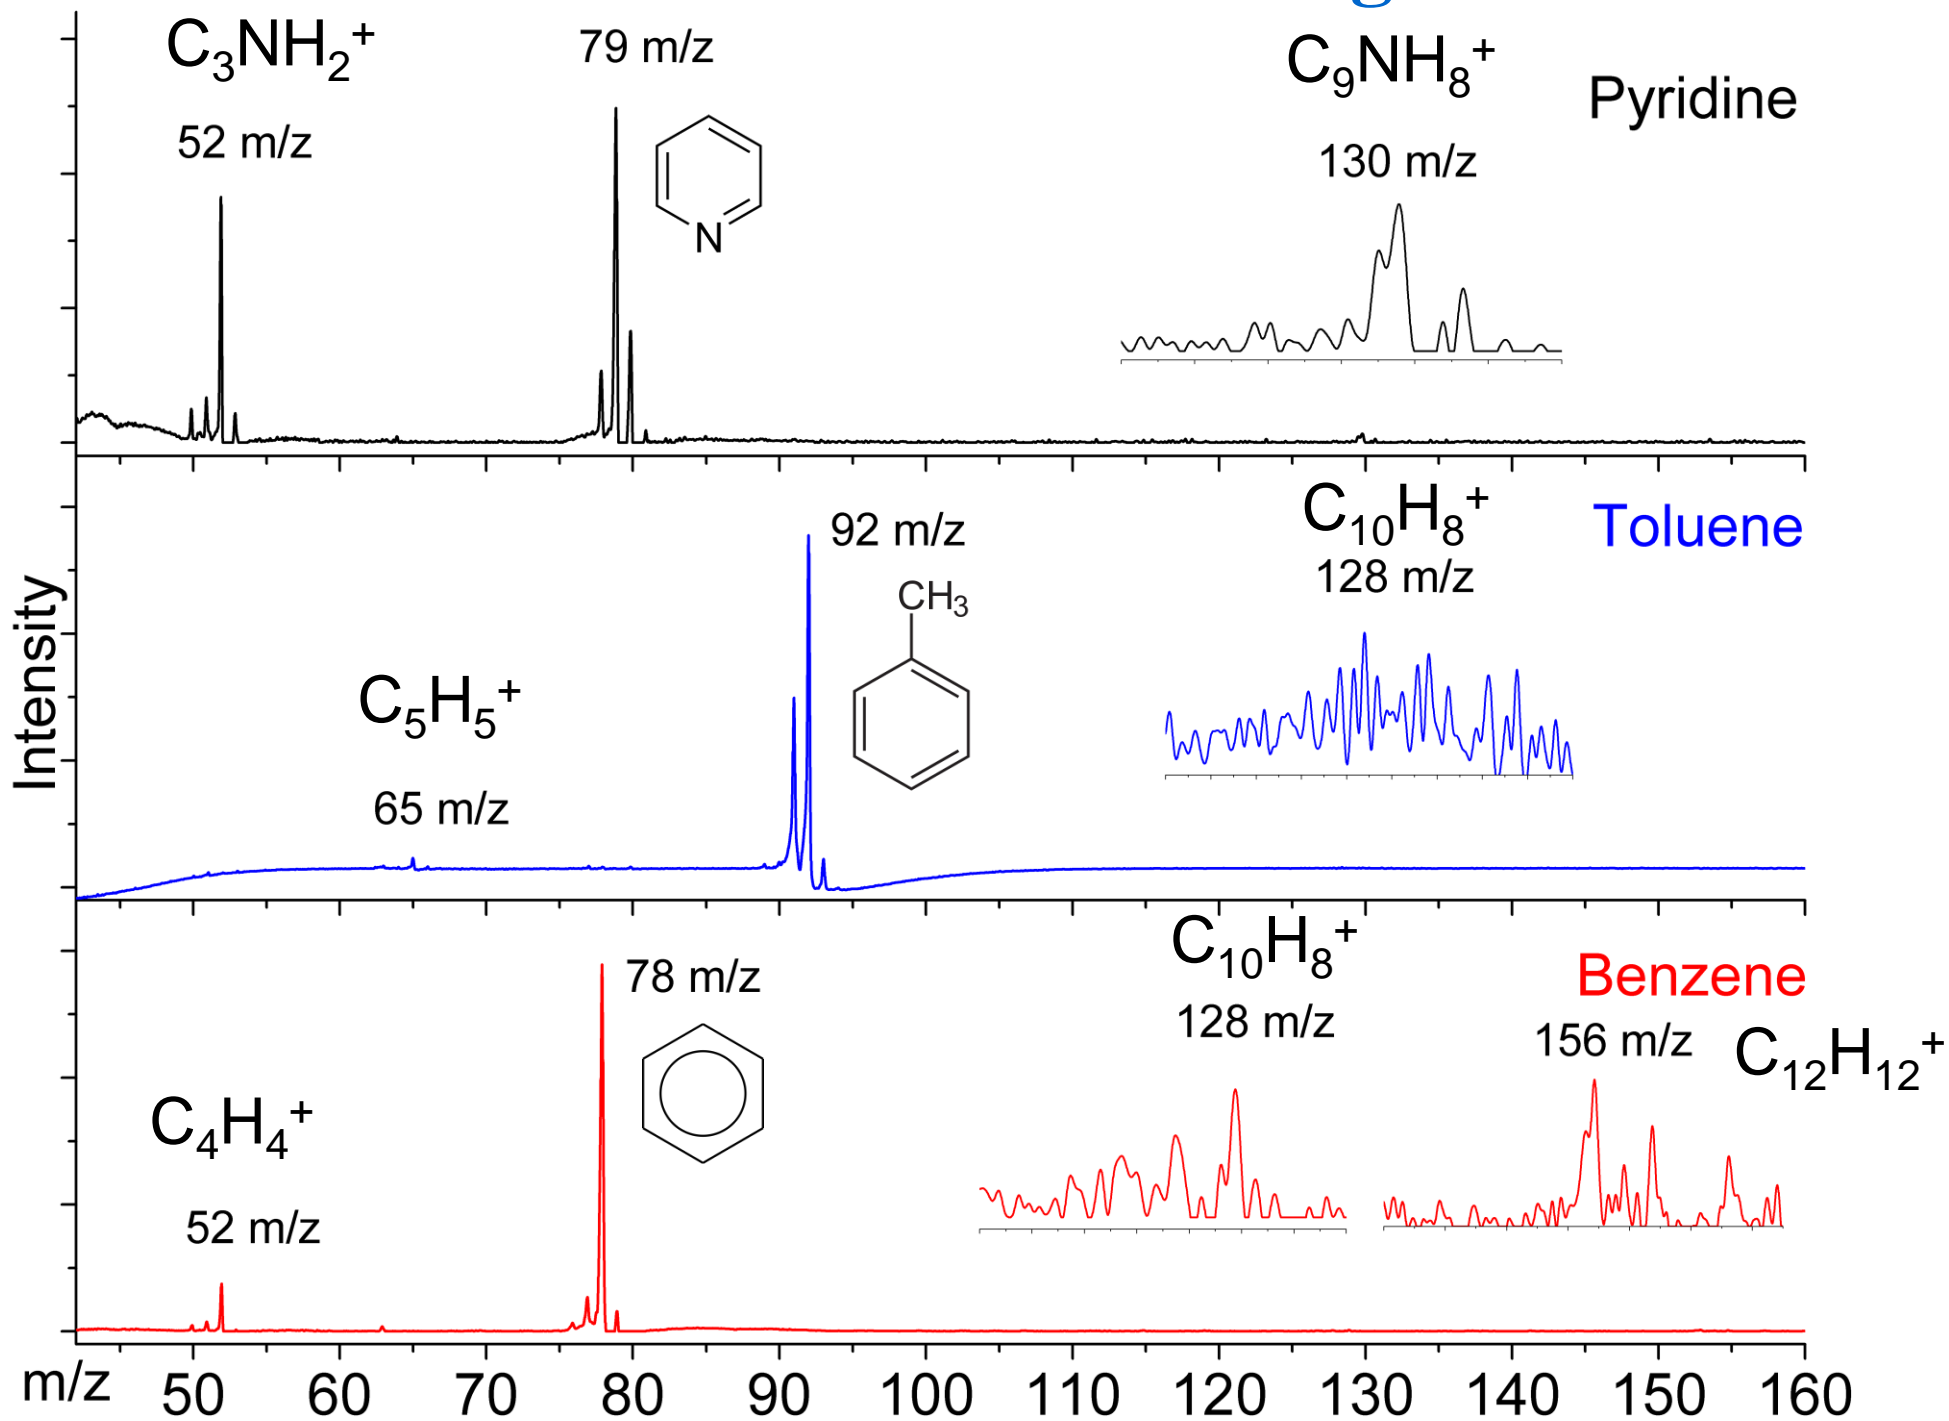 g
C₃NH₂⁺
79 m/z
C₉NH₈⁺
Pyridine
52 m/z
130 m/z
N
C₁₀H₈⁺
Toluene
92 m/z
128 m/z
CH₃
C₅H₅⁺
65 m/z
Intensity
C₁₀H₈⁺
Benzene
78 m/z
128 m/z
156 m/z
C₁₂H₁₂⁺
C₄H₄⁺
52 m/z
m/z 50 60 70 80 90 100 110 120 130 140 150 160